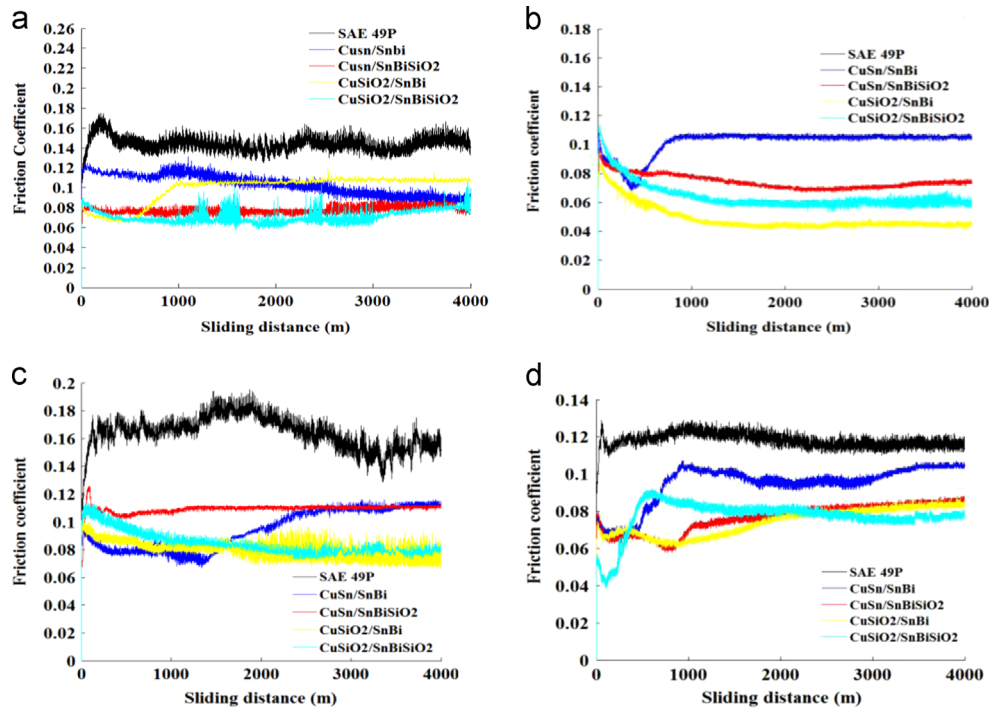 a
0.26
0.24
0.22
0.2
0.18
0.16
0.14
0.12
0.1
0.08
0.06
0.04
0.02
0
Friction Coefficient
SAE 49P
Cusn/Snbi
Cusn/SnBiSiO2
CuSiO2/SnBi
CuSiO2/SnBiSiO2
0 1000 2000 3000 4000
Sliding distance (m)
b
0.18
0.16
0.14
0.12
0.1
0.08
0.06
0.04
0.02
0
Friction coefficient
SAE 49P
CuSn/SnBi
CuSn/SnBiSiO2
CuSiO2/SnBi
CuSiO2/SnBiSiO2
0 1000 2000 3000 4000
Sliding distance (m)
c
0.2
0.18
0.16
0.14
0.12
0.1
0.08
0.06
0.04
0.02
0
Friction coefficient
SAE 49P
CuSn/SnBi
CuSn/SnBiSiO2
CuSiO2/SnBi
CuSiO2/SnBiSiO2
0 1000 2000 3000 4000
Sliding distance (m)
d
0.14
0.12
0.1
0.08
0.06
0.04
0.02
0
Friction coefficient
SAE 49P
CuSn/SnBi
CuSn/SnBiSiO2
CuSiO2/SnBi
CuSiO2/SnBiSiO2
0 1000 2000 3000 4000
Sliding distance (m)